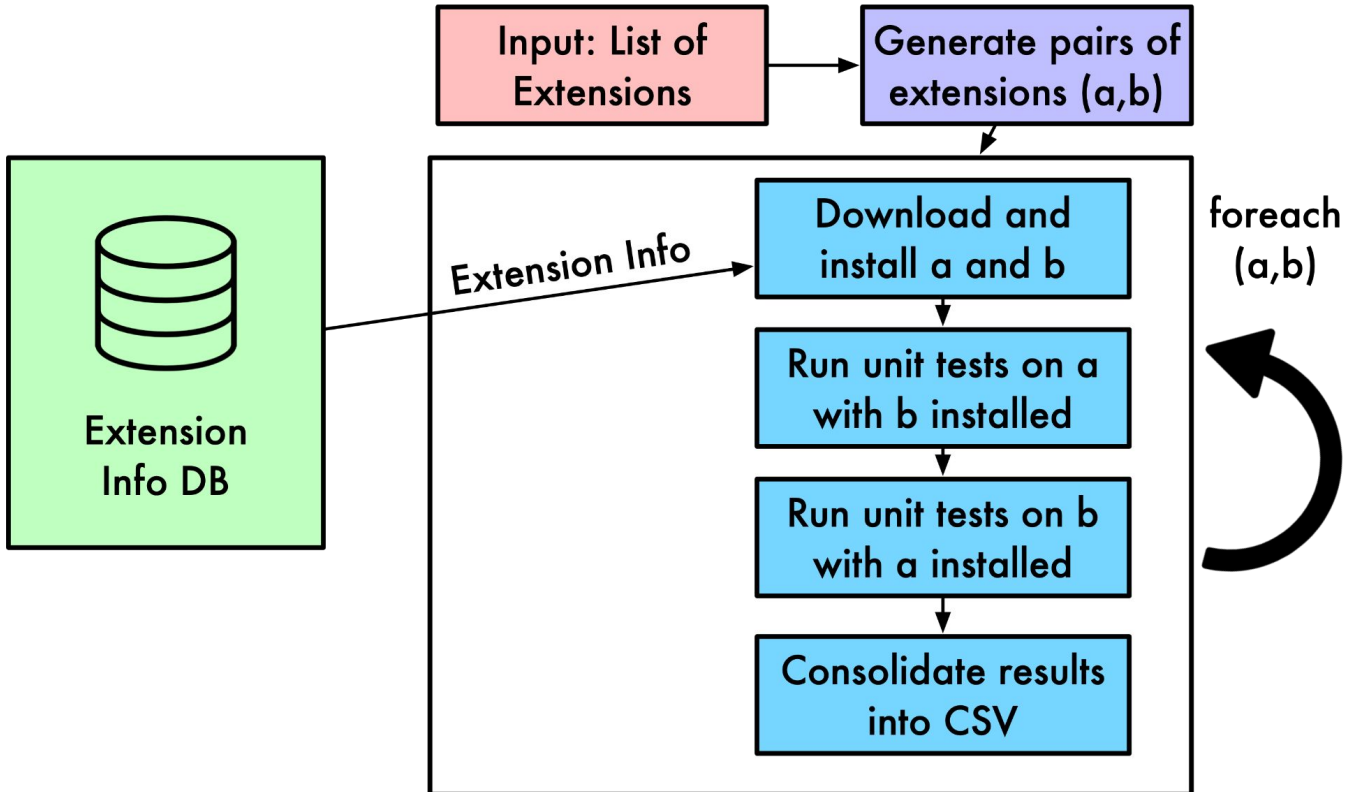 Input: List of
Extensions
Generate pairs of
extensions (a,b)
Extension
Info DB
Extension Info
Download and
install a and b
Run unit tests on a
with b installed
Run unit tests on b
with a installed
Consolidate results
into CSV
foreach
(a,b)